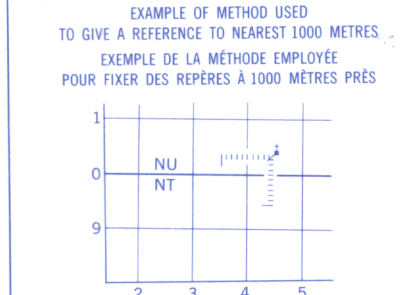 EXAMPLE OF METHOD USED
TO GIVE A REFERENCE TO NEAREST 1000 METRES
EXEMPLE DE LA MÉTHODE EMPLOYÉE
POUR FIXER DES REPÈRES À 1000 MÈTRES PRÈS
1
NU
0
NT
9
2 3 4 5